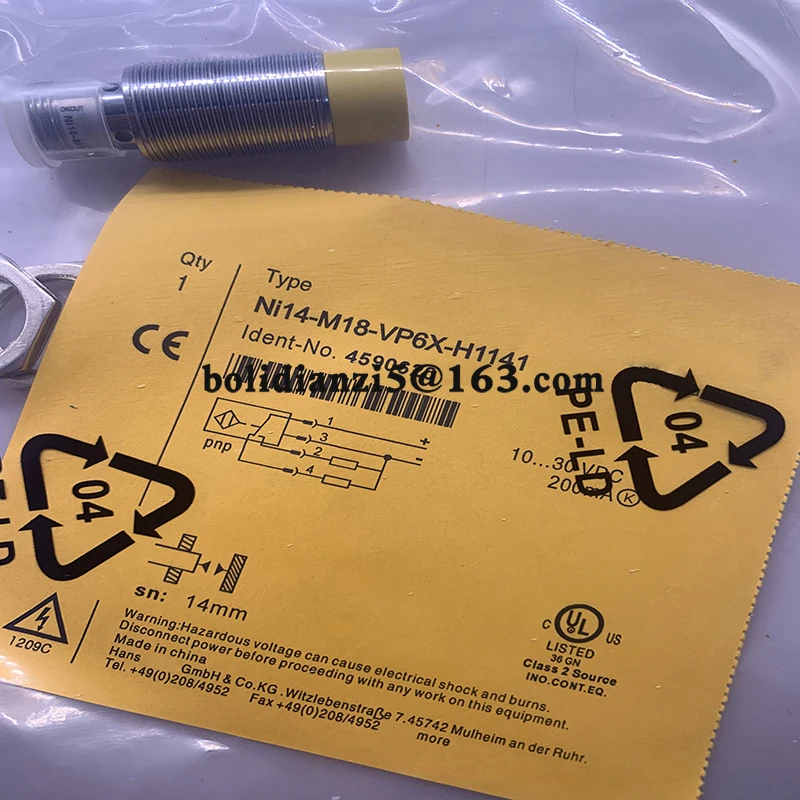 Ni14-M
Qty
1
Type
Ni14-M18-VP6X-H1141
Ident-No.
CE
bolidianzi5@163.com
1
3
2
4
+
-
pnp
10...30 VDC
200mA K
04
PE-LD
04
sn: 14mm
1209C
C UL US
LISTED
36 GN
Class 2 Source
INO.CONT.EQ.
Warning:Hazardous voltage can cause electrical shock and burns.
Disconnect power before proceeding with any work on this equipment.
Made in china
Hans GmbH & Co.KG . Witzlebenstraße 7.45742 Mulheim an der Ruhr.
Tel. +49(0)208/4952 Fax +49(0)208/4952 more